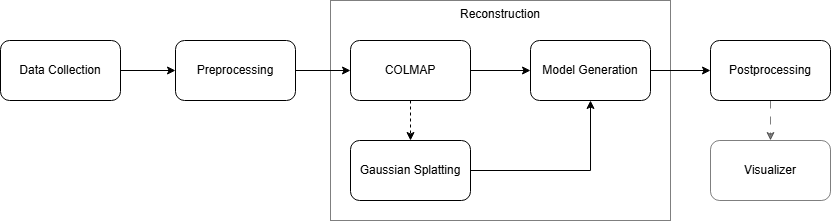 Reconstruction
Data Collection
Preprocessing
COLMAP
Model Generation
Postprocessing
Gaussian Splatting
Visualizer